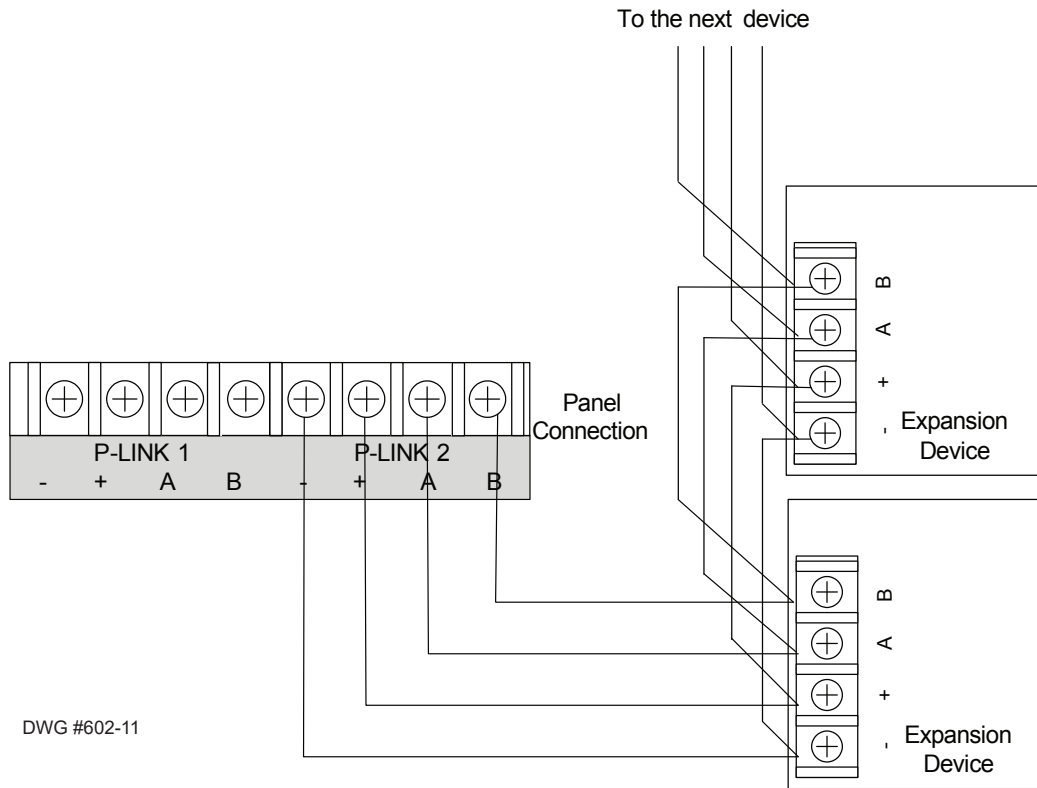 To the next device
B
A
+
-
Expansion
Device
Panel
Connection
P-LINK 1 P-LINK 2
- + A B - + A B
B
A
+
-
Expansion
Device
DWG #602-11